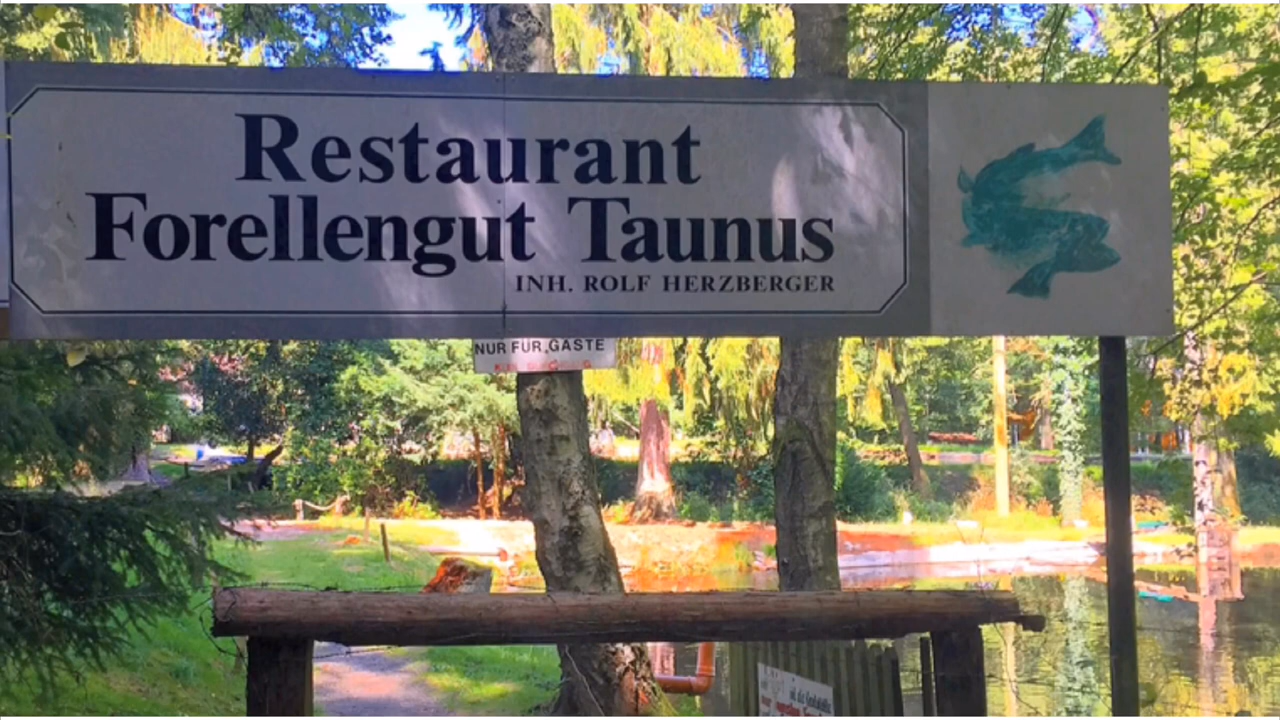 Restaurant
Forellengut Taunus
INH. ROLF HERZBERGER
NUR FÜR GÄSTE